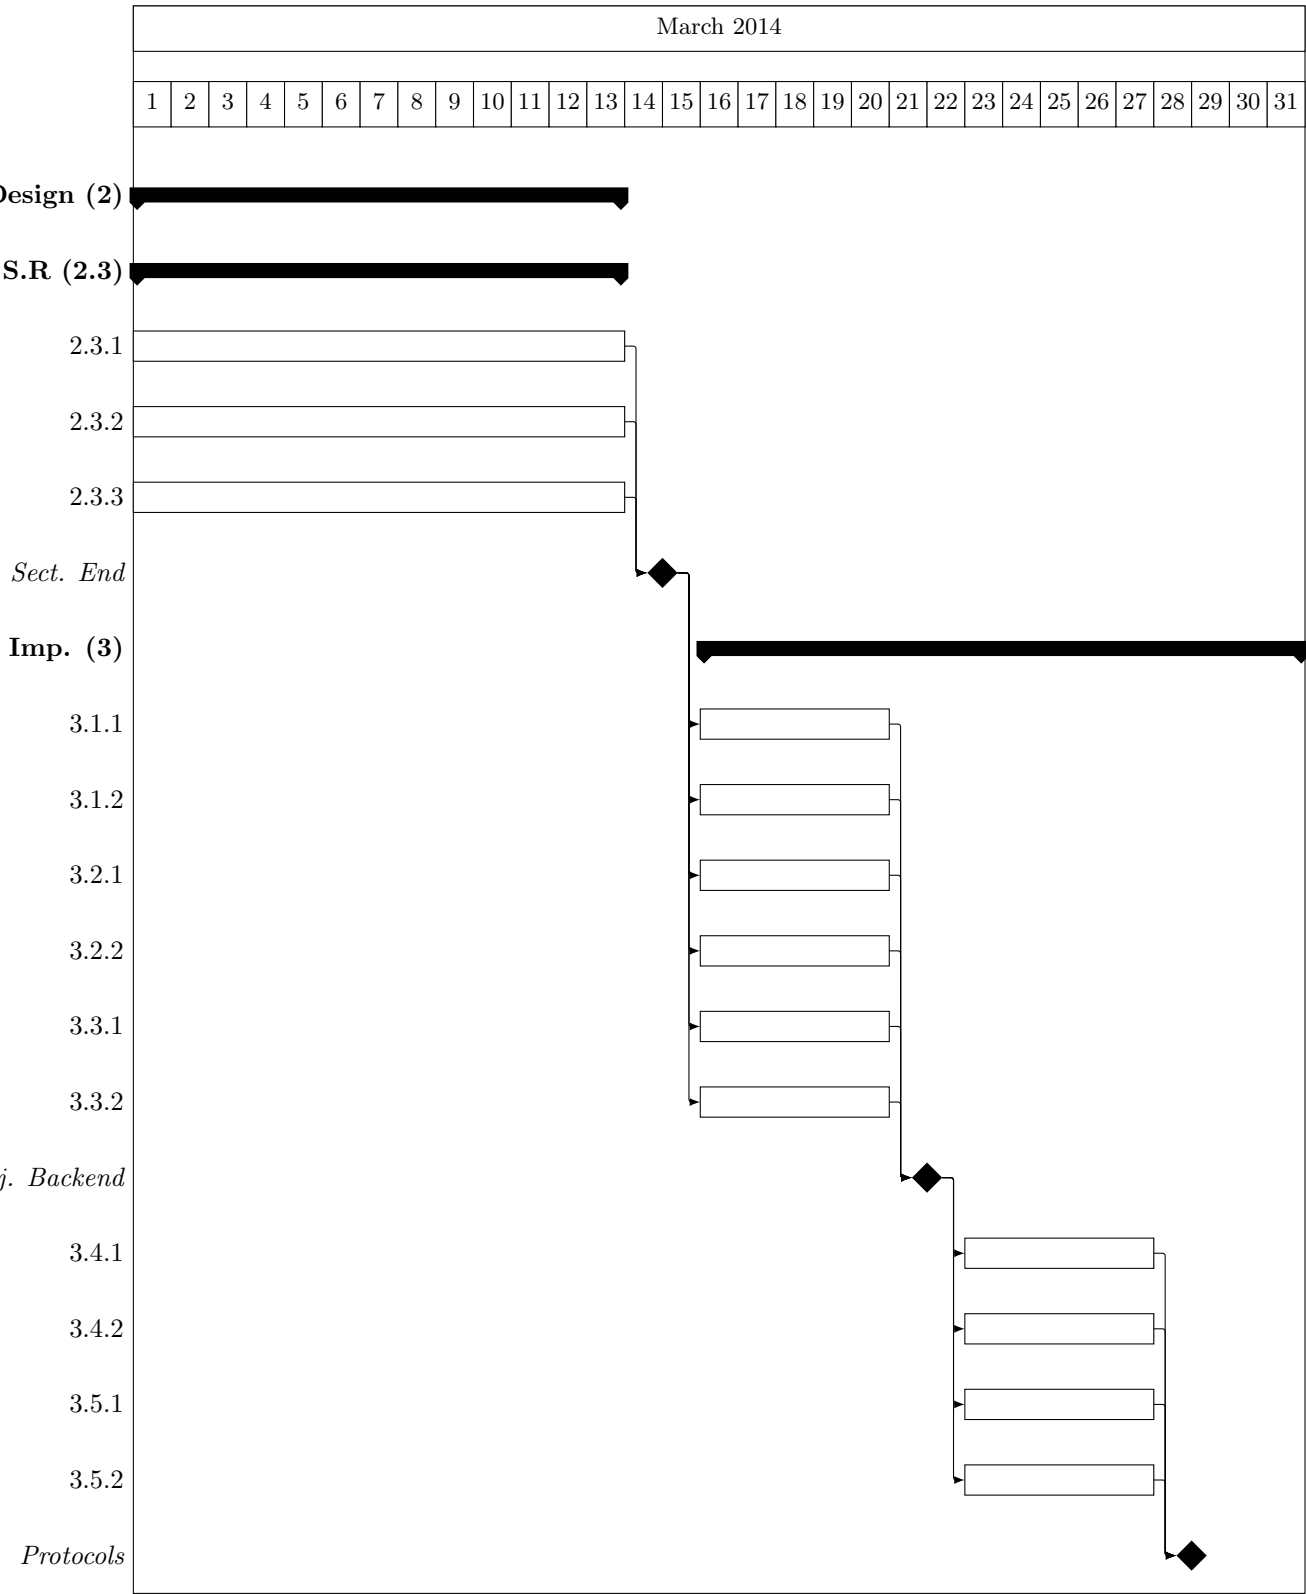 March 2014
1 2 3 4 5 6 7 8 9 10 11 12 13 14 15 16 17 18 19 20 21 22 23 24 25 26 27 28 29 30 31
Design (2)
S.R (2.3)
2.3.1
2.3.2
2.3.3
Sect. End
Imp. (3)
3.1.1
3.1.2
3.2.1
3.2.2
3.3.1
3.3.2
j. Backend
3.4.1
3.4.2
3.5.1
3.5.2
Protocols